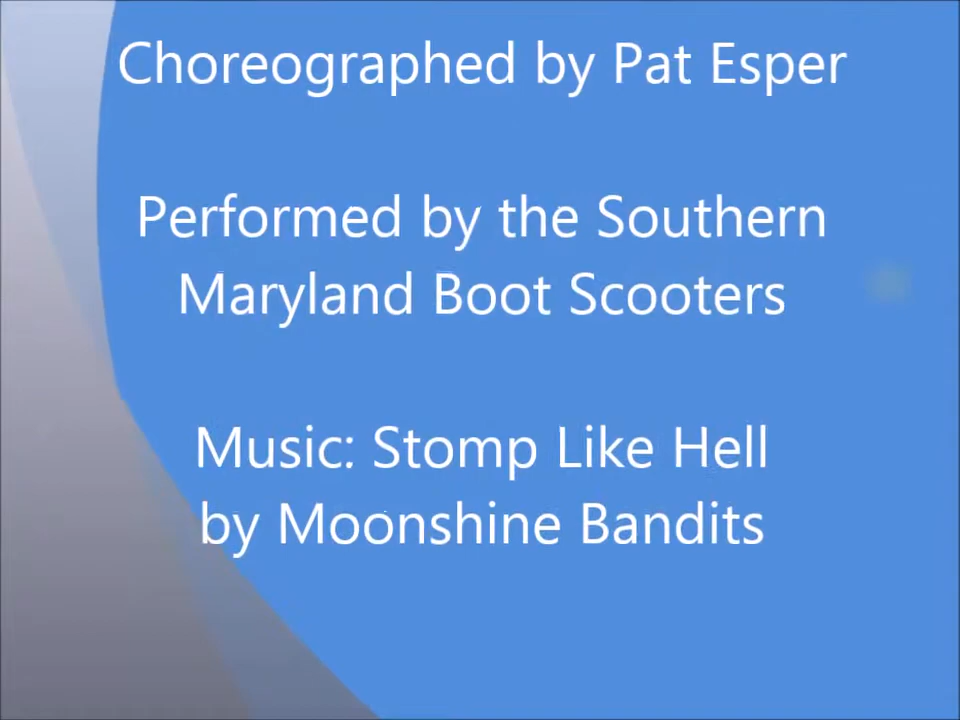 Choreographed by Pat Esper
Performed by the Southern
Maryland Boot Scooters
Music: Stomp Like Hell
by Moonshine Bandits